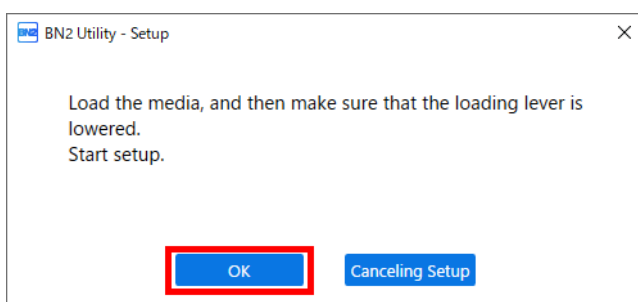 BN2 BN2 Utility - Setup
Load the media, and then make sure that the loading lever is
lowered.
Start setup.
OK Canceling Setup